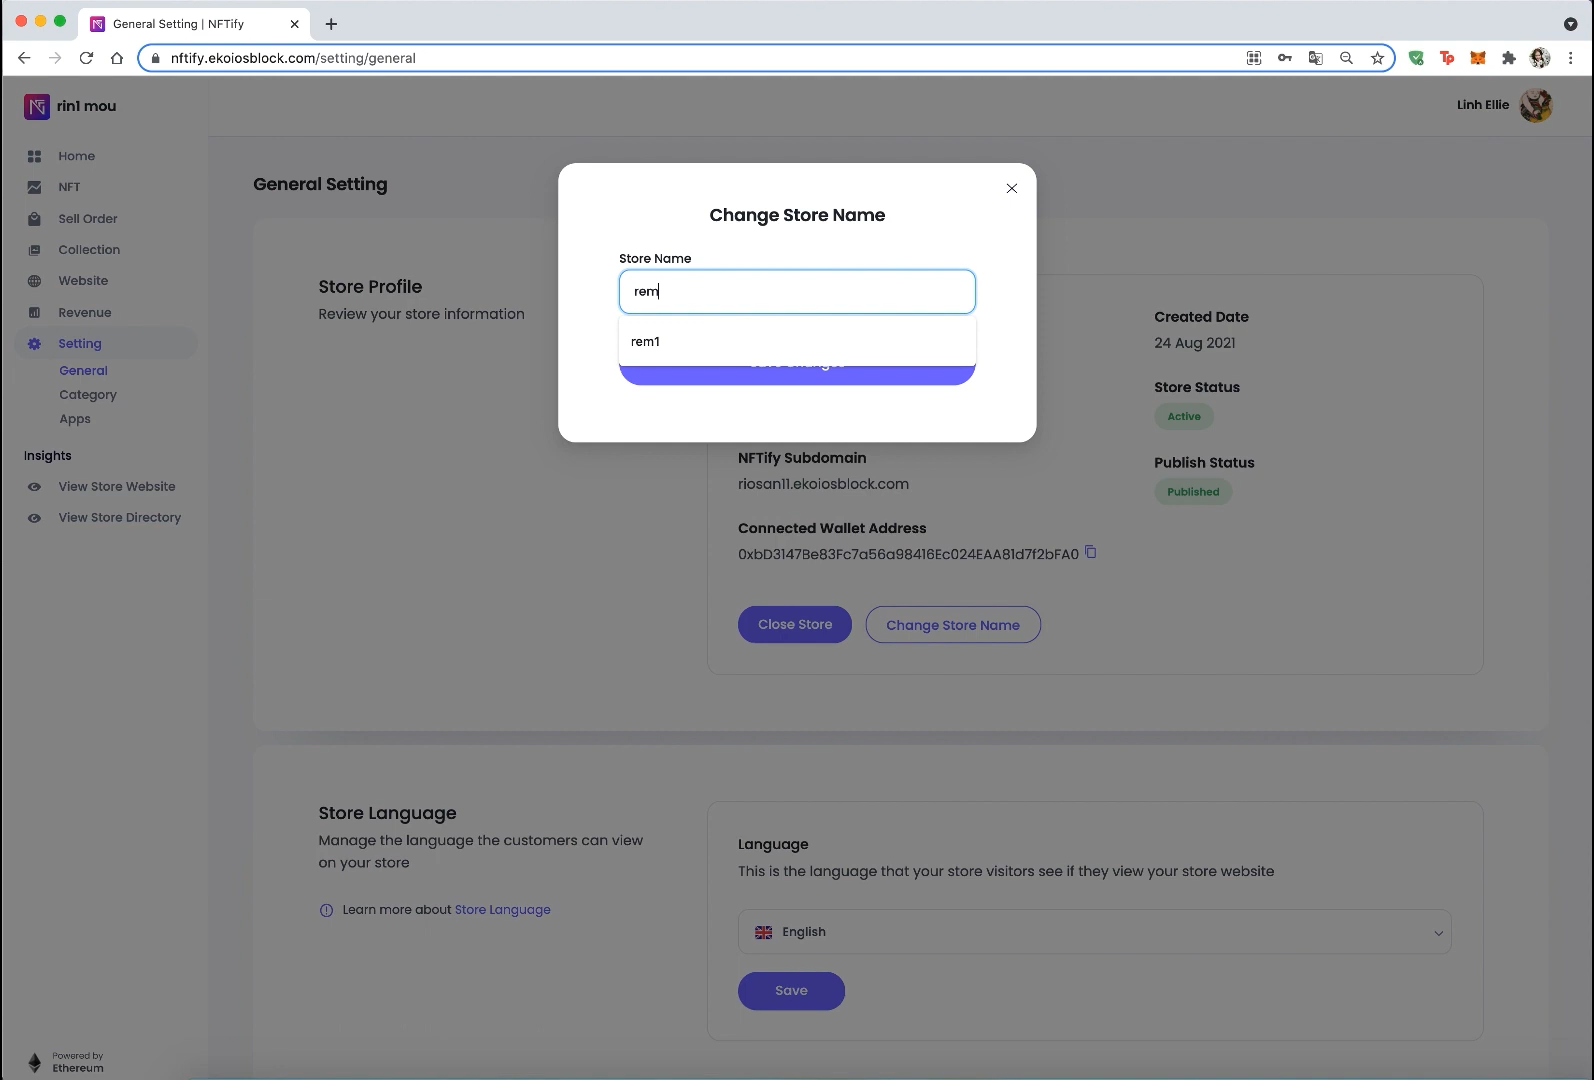 General Setting | NFTify
nftify.ekoiosblock.com/setting/general
rin1 mou
Linh Ellie
Home
NFT
Sell Order
Collection
Website
Revenue
Setting
General
Category
Apps
Insights
View Store Website
View Store Directory
Powered by
Ethereum
General Setting
Store Profile
Review your store information
Change Store Name
Store Name
rem
rem1
Save Changes
Created Date
24 Aug 2021
Store Status
Active
NFTify Subdomain
riosan11.ekoiosblock.com
Publish Status
Published
Connected Wallet Address
0xbD3147Be83Fc7a56a98416Ec024EAA81d7f2bFA0
Close Store
Change Store Name
Store Language
Manage the language the customers can view
on your store
Learn more about Store Language
Language
This is the language that your store visitors see if they view your store website
English
Save